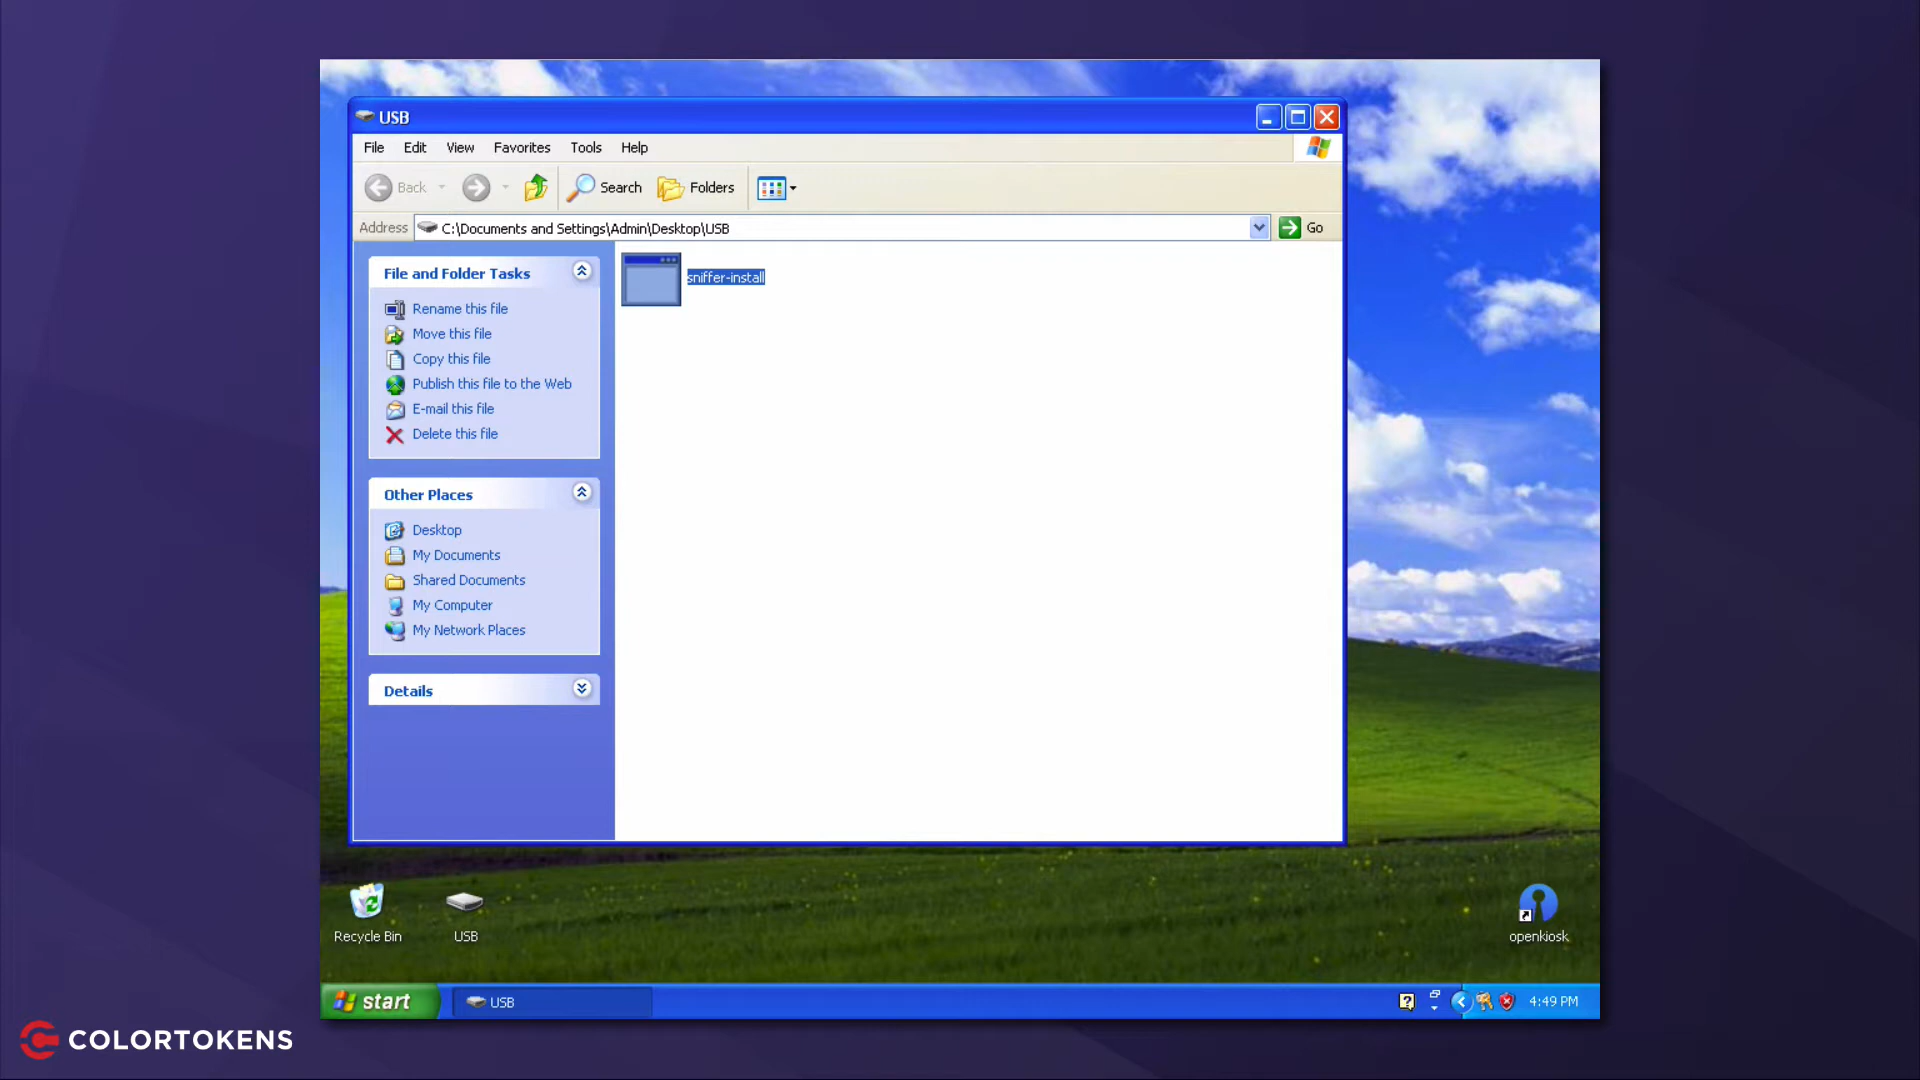 USB
File Edit View Favorites Tools Help
Back Search Folders
Address C:\Documents and Settings\Admin\Desktop\USB Go
File and Folder Tasks
Rename this file
Move this file
Copy this file
Publish this file to the Web
E-mail this file
Delete this file
Other Places
Desktop
My Documents
Shared Documents
My Computer
My Network Places
Details
sniffer-install
Recycle Bin
USB
openkiosk
start
USB
4:49 PM
COLORTOKENS